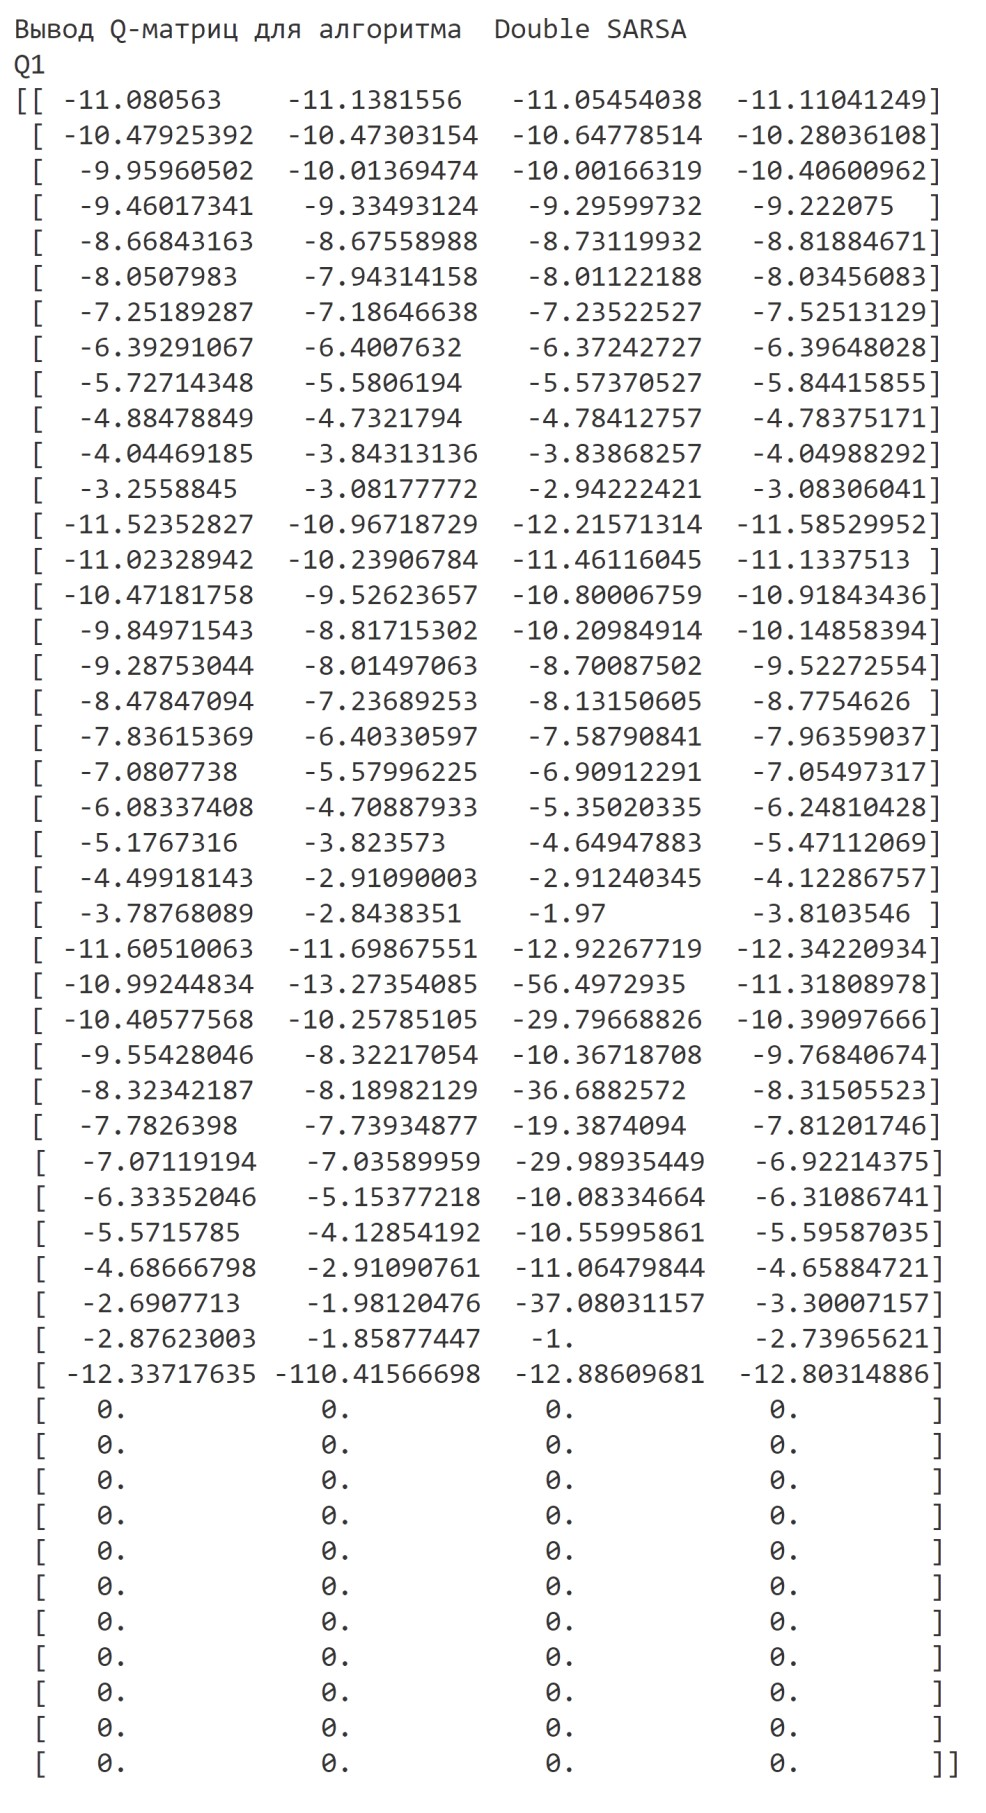 Вывод Q-матриц для алгоритма  Double SARSA
Q1
[[ -11.080563    -11.1381556   -11.05454038  -11.11041249]
 [ -10.47925392  -10.47303154  -10.64778514  -10.28036108]
 [  -9.95960502  -10.01369474  -10.00166319  -10.40600962]
 [  -9.46017341   -9.33493124   -9.29599732   -9.222075  ]
 [  -8.66843163   -8.67558988   -8.73119932   -8.81884671]
 [  -8.0507983    -7.94314158   -8.01122188   -8.03456083]
 [  -7.25189287   -7.18646638   -7.23522527   -7.52513129]
 [  -6.39291067   -6.4007632    -6.37242727   -6.39648028]
 [  -5.72714348   -5.5806194    -5.57370527   -5.84415855]
 [  -4.88478849   -4.7321794    -4.78412757   -4.78375171]
 [  -4.04469185   -3.84313136   -3.83868257   -4.04988292]
 [  -3.2558845    -3.08177772   -2.94222421   -3.08306041]
 [ -11.52352827  -10.96718729  -12.21571314  -11.58529952]
 [ -11.02328942  -10.23906784  -11.46116045  -11.1337513 ]
 [ -10.47181758   -9.52623657  -10.80006759  -10.91843436]
 [  -9.84971543   -8.81715302  -10.20984914  -10.14858394]
 [  -9.28753044   -8.01497063   -8.70087502   -9.52272554]
 [  -8.47847094   -7.23689253   -8.13150605   -8.7754626 ]
 [  -7.83615369   -6.40330597   -7.58790841   -7.96359037]
 [  -7.0807738    -5.57996225   -6.90912291   -7.05497317]
 [  -6.08337408   -4.70887933   -5.35020335   -6.24810428]
 [  -5.1767316    -3.823573     -4.64947883   -5.47112069]
 [  -4.49918143   -2.91090003   -2.91240345   -4.12286757]
 [  -3.78768089   -2.8438351    -1.97         -3.8103546 ]
 [ -11.60510063  -11.69867551  -12.92267719  -12.34220934]
 [ -10.99244834  -13.27354085  -56.4972935   -11.31808978]
 [ -10.40577568  -10.25785105  -29.79668826  -10.39097666]
 [  -9.55428046   -8.32217054  -10.36718708   -9.76840674]
 [  -8.32342187   -8.18982129  -36.6882572    -8.31505523]
 [  -7.7826398    -7.73934877  -19.3874094    -7.81201746]
 [  -7.07119194   -7.03589959  -29.98935449   -6.92214375]
 [  -6.33352046   -5.15377218  -10.08334664   -6.31086741]
 [  -5.5715785    -4.12854192  -10.55995861   -5.59587035]
 [  -4.68666798   -2.91090761  -11.06479844   -4.65884721]
 [  -2.6907713    -1.98120476  -37.08031157   -3.30007157]
 [  -2.87623003   -1.85877447   -1.           -2.73965621]
 [ -12.33717635 -110.41566698  -12.88609681  -12.80314886]
 [   0.            0.            0.            0.        ]
 [   0.            0.            0.            0.        ]
 [   0.            0.            0.            0.        ]
 [   0.            0.            0.            0.        ]
 [   0.            0.            0.            0.        ]
 [   0.            0.            0.            0.        ]
 [   0.            0.            0.            0.        ]
 [   0.            0.            0.            0.        ]
 [   0.            0.            0.            0.        ]
 [   0.            0.            0.            0.        ]
 [   0.            0.            0.            0.        ]]